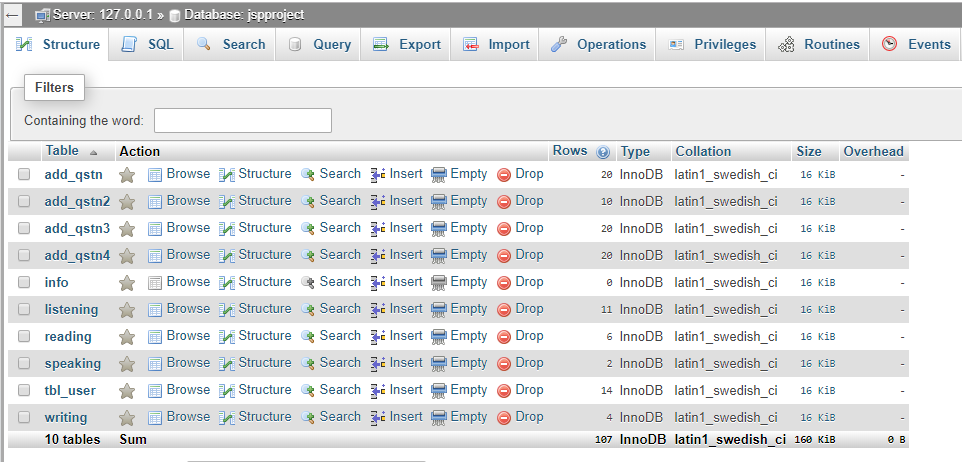 Server: 127.0.0.1 » Database: jspproject
Structure SQL Search Query Export Import Operations Privileges Routines Events
Filters
Containing the word:
Table Action Rows Type Collation Size Overhead
add_qstn Browse Structure Search Insert Empty Drop 20 InnoDB latin1_swedish_ci 16 KiB -
add_qstn2 Browse Structure Search Insert Empty Drop 10 InnoDB latin1_swedish_ci 16 KiB -
add_qstn3 Browse Structure Search Insert Empty Drop 20 InnoDB latin1_swedish_ci 16 KiB -
add_qstn4 Browse Structure Search Insert Empty Drop 20 InnoDB latin1_swedish_ci 16 KiB -
info Browse Structure Search Insert Empty Drop 0 InnoDB latin1_swedish_ci 16 KiB -
listening Browse Structure Search Insert Empty Drop 11 InnoDB latin1_swedish_ci 16 KiB -
reading Browse Structure Search Insert Empty Drop 6 InnoDB latin1_swedish_ci 16 KiB -
speaking Browse Structure Search Insert Empty Drop 2 InnoDB latin1_swedish_ci 16 KiB -
tbl_user Browse Structure Search Insert Empty Drop 14 InnoDB latin1_swedish_ci 16 KiB -
writing Browse Structure Search Insert Empty Drop 4 InnoDB latin1_swedish_ci 16 KiB -
10 tables Sum 107 InnoDB latin1_swedish_ci 160 KiB 0 B